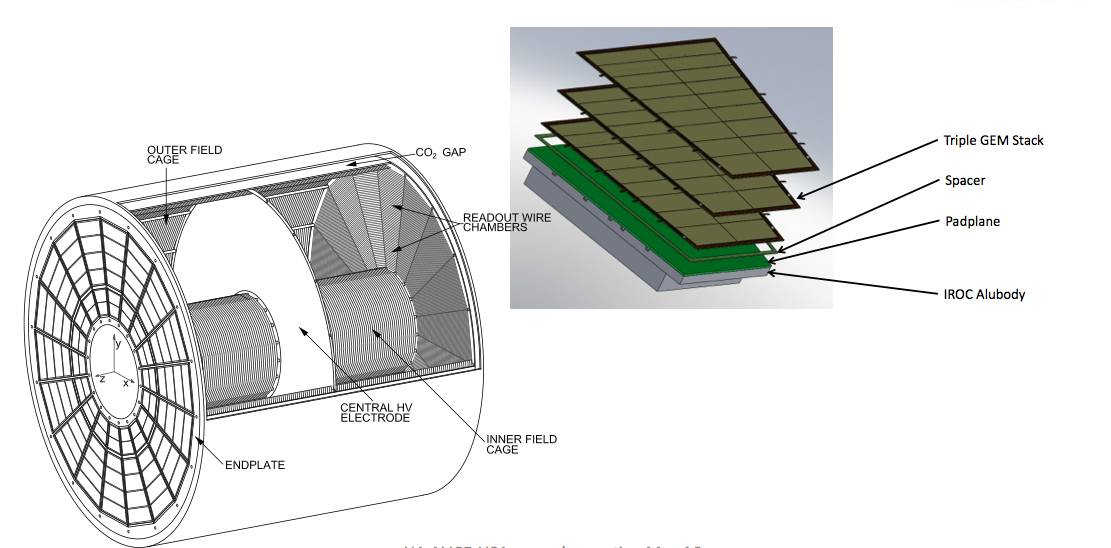 OUTER FIELD
CAGE
CO₂ GAP
READOUT WIRE
CHAMBERS
y
z
x
CENTRAL HV
ELECTRODE
INNER FIELD
CAGE
ENDPLATE
Triple GEM Stack
Spacer
Padplane
IROC Alubody